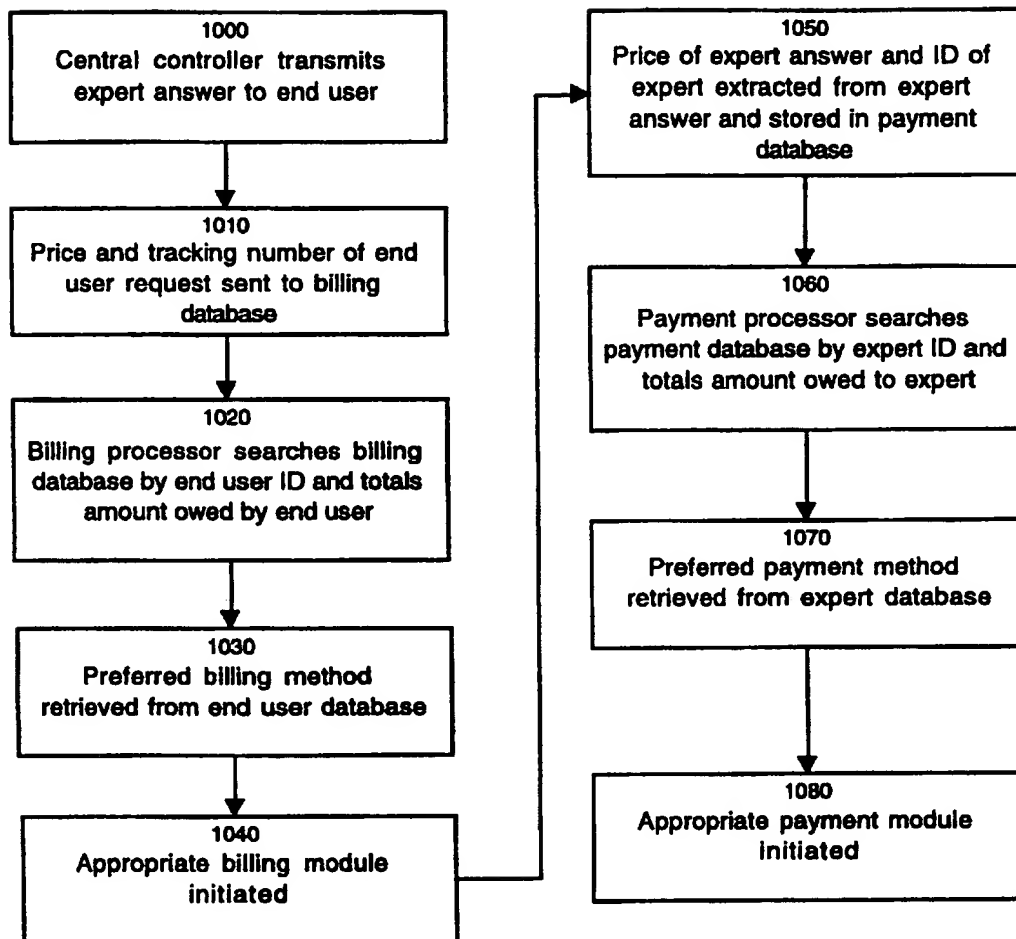 1000
Central controller transmits
expert answer to end user
1010
Price and tracking number of end
user request sent to billing
database
1020
Billing processor searches billing
database by end user ID and totals
amount owed by end user
1030
Preferred billing method
retrieved from end user database
1040
Appropriate billing module
initiated
1050
Price of expert answer and ID of
expert extracted from expert
answer and stored in payment
database
1060
Payment processor searches
payment database by expert ID and
totals amount owed to expert
1070
Preferred payment method
retrieved from expert database
1080
Appropriate payment module
initiated